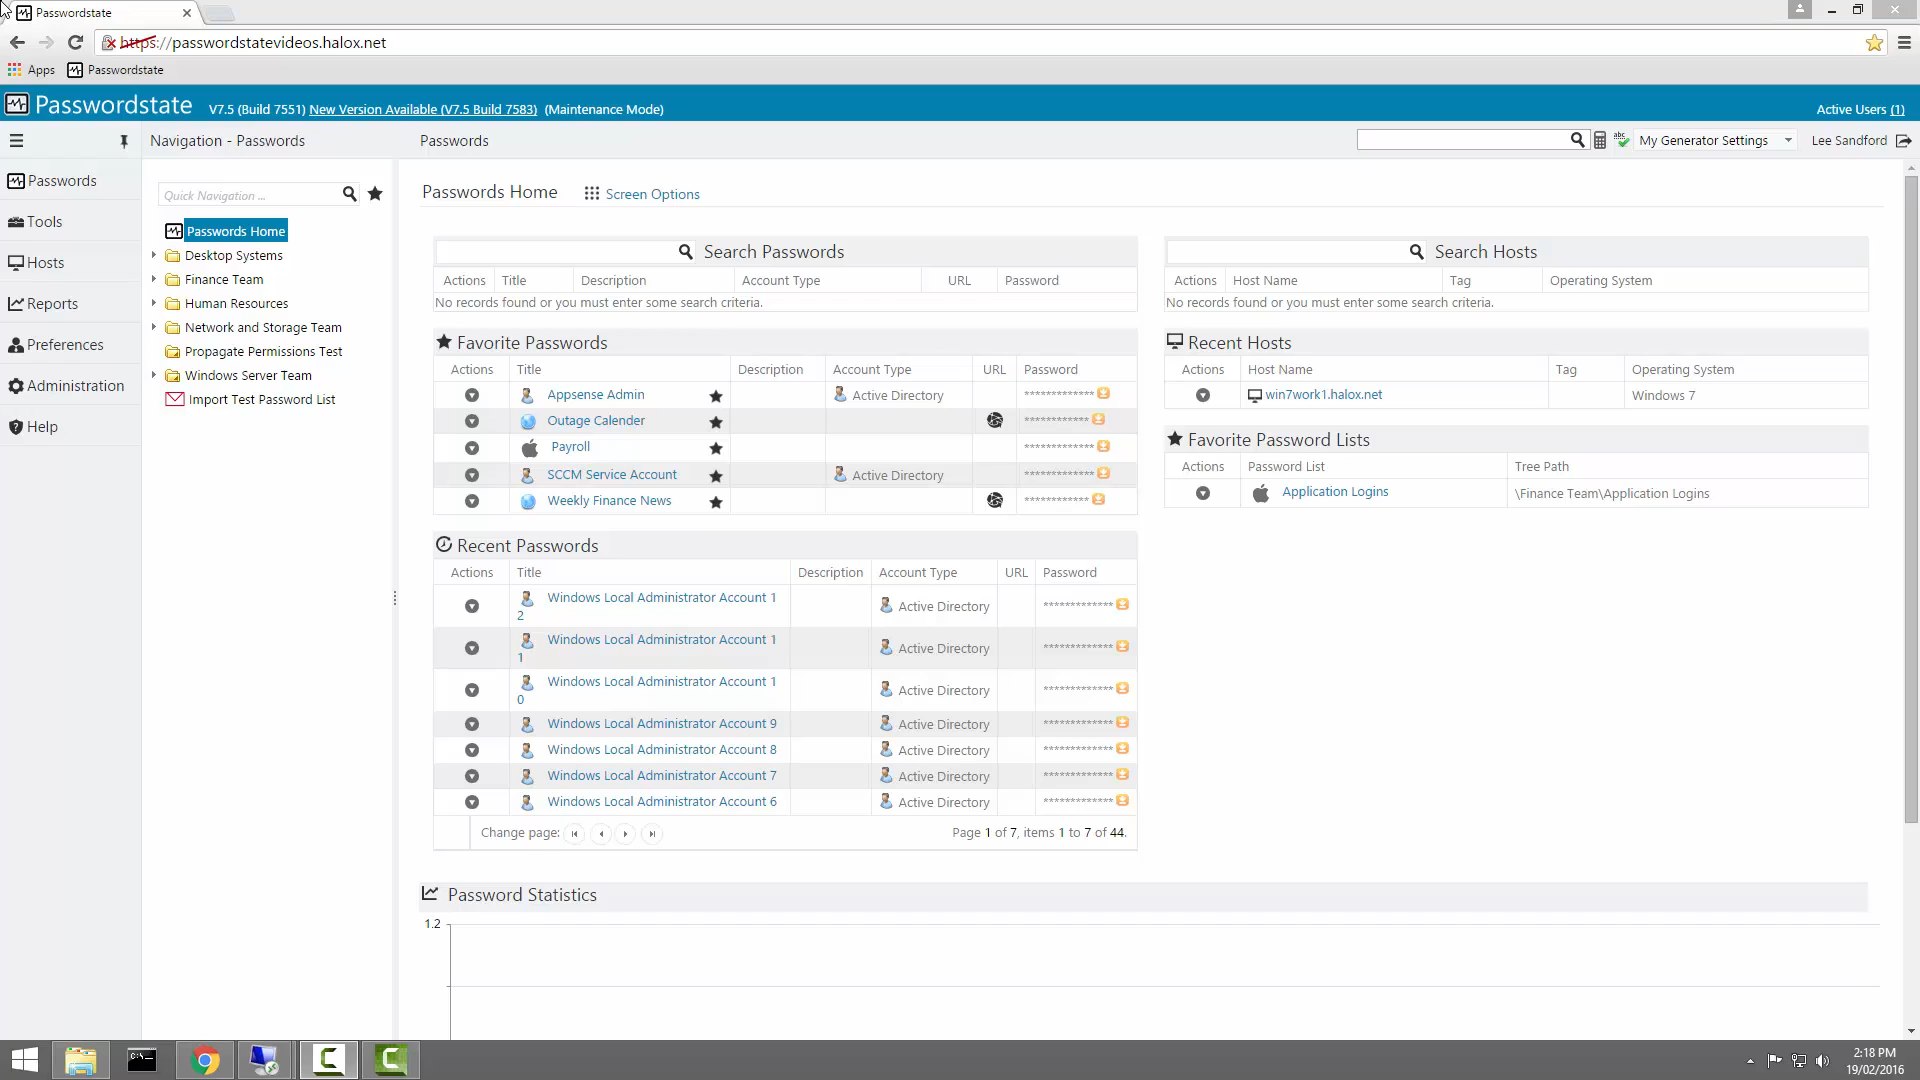 Passwordstate
https://passwordstatevideos.halox.net
Apps Passwordstate
Passwordstate V7.5 (Build 7551) New Version Available (V7.5 Build 7583) (Maintenance Mode) Active Users (1)
Navigation - Passwords Passwords abc My Generator Settings Lee Sandford
Passwords
Tools
Hosts
Reports
Preferences
Administration
Help
Quick Navigation ...
Passwords Home
Desktop Systems
Finance Team
Human Resources
Network and Storage Team
Propagate Permissions Test
Windows Server Team
Import Test Password List
Passwords Home Screen Options
Search Passwords
Actions Title Description Account Type URL Password
No records found or you must enter some search criteria.
Favorite Passwords
Actions Title Description Account Type URL Password
Appsense Admin Active Directory *************
Outage Calender ************
Payroll *************
SCCM Service Account Active Directory *************
Weekly Finance News ************
Recent Passwords
Actions Title Description Account Type URL Password
Windows Local Administrator Account 1
2 Active Directory *************
Windows Local Administrator Account 1
1 Active Directory *************
Windows Local Administrator Account 1
0 Active Directory *************
Windows Local Administrator Account 9 Active Directory *************
Windows Local Administrator Account 8 Active Directory *************
Windows Local Administrator Account 7 Active Directory *************
Windows Local Administrator Account 6 Active Directory *************
Change page: Page 1 of 7, items 1 to 7 of 44.
Search Hosts
Actions Host Name Tag Operating System
No records found or you must enter some search criteria.
Recent Hosts
Actions Host Name Tag Operating System
win7work1.halox.net Windows 7
Favorite Password Lists
Actions Password List Tree Path
Application Logins \Finance Team\Application Logins
Password Statistics
1.2
2:18 PM
19/02/2016